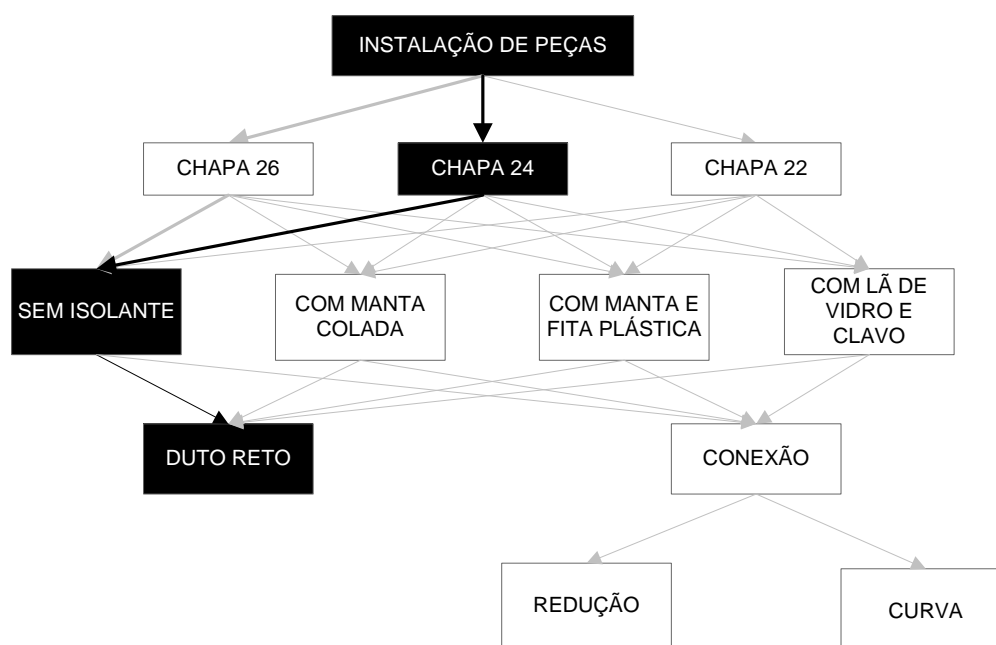 INSTALAÇÃO DE PEÇAS
CHAPA 26
CHAPA 24
CHAPA 22
SEM ISOLANTE
COM MANTA
COLADA
COM MANTA E
FITA PLÁSTICA
COM LÃ DE
VIDRO E
CLAVO
DUTO RETO
CONEXÃO
REDUÇÃO
CURVA